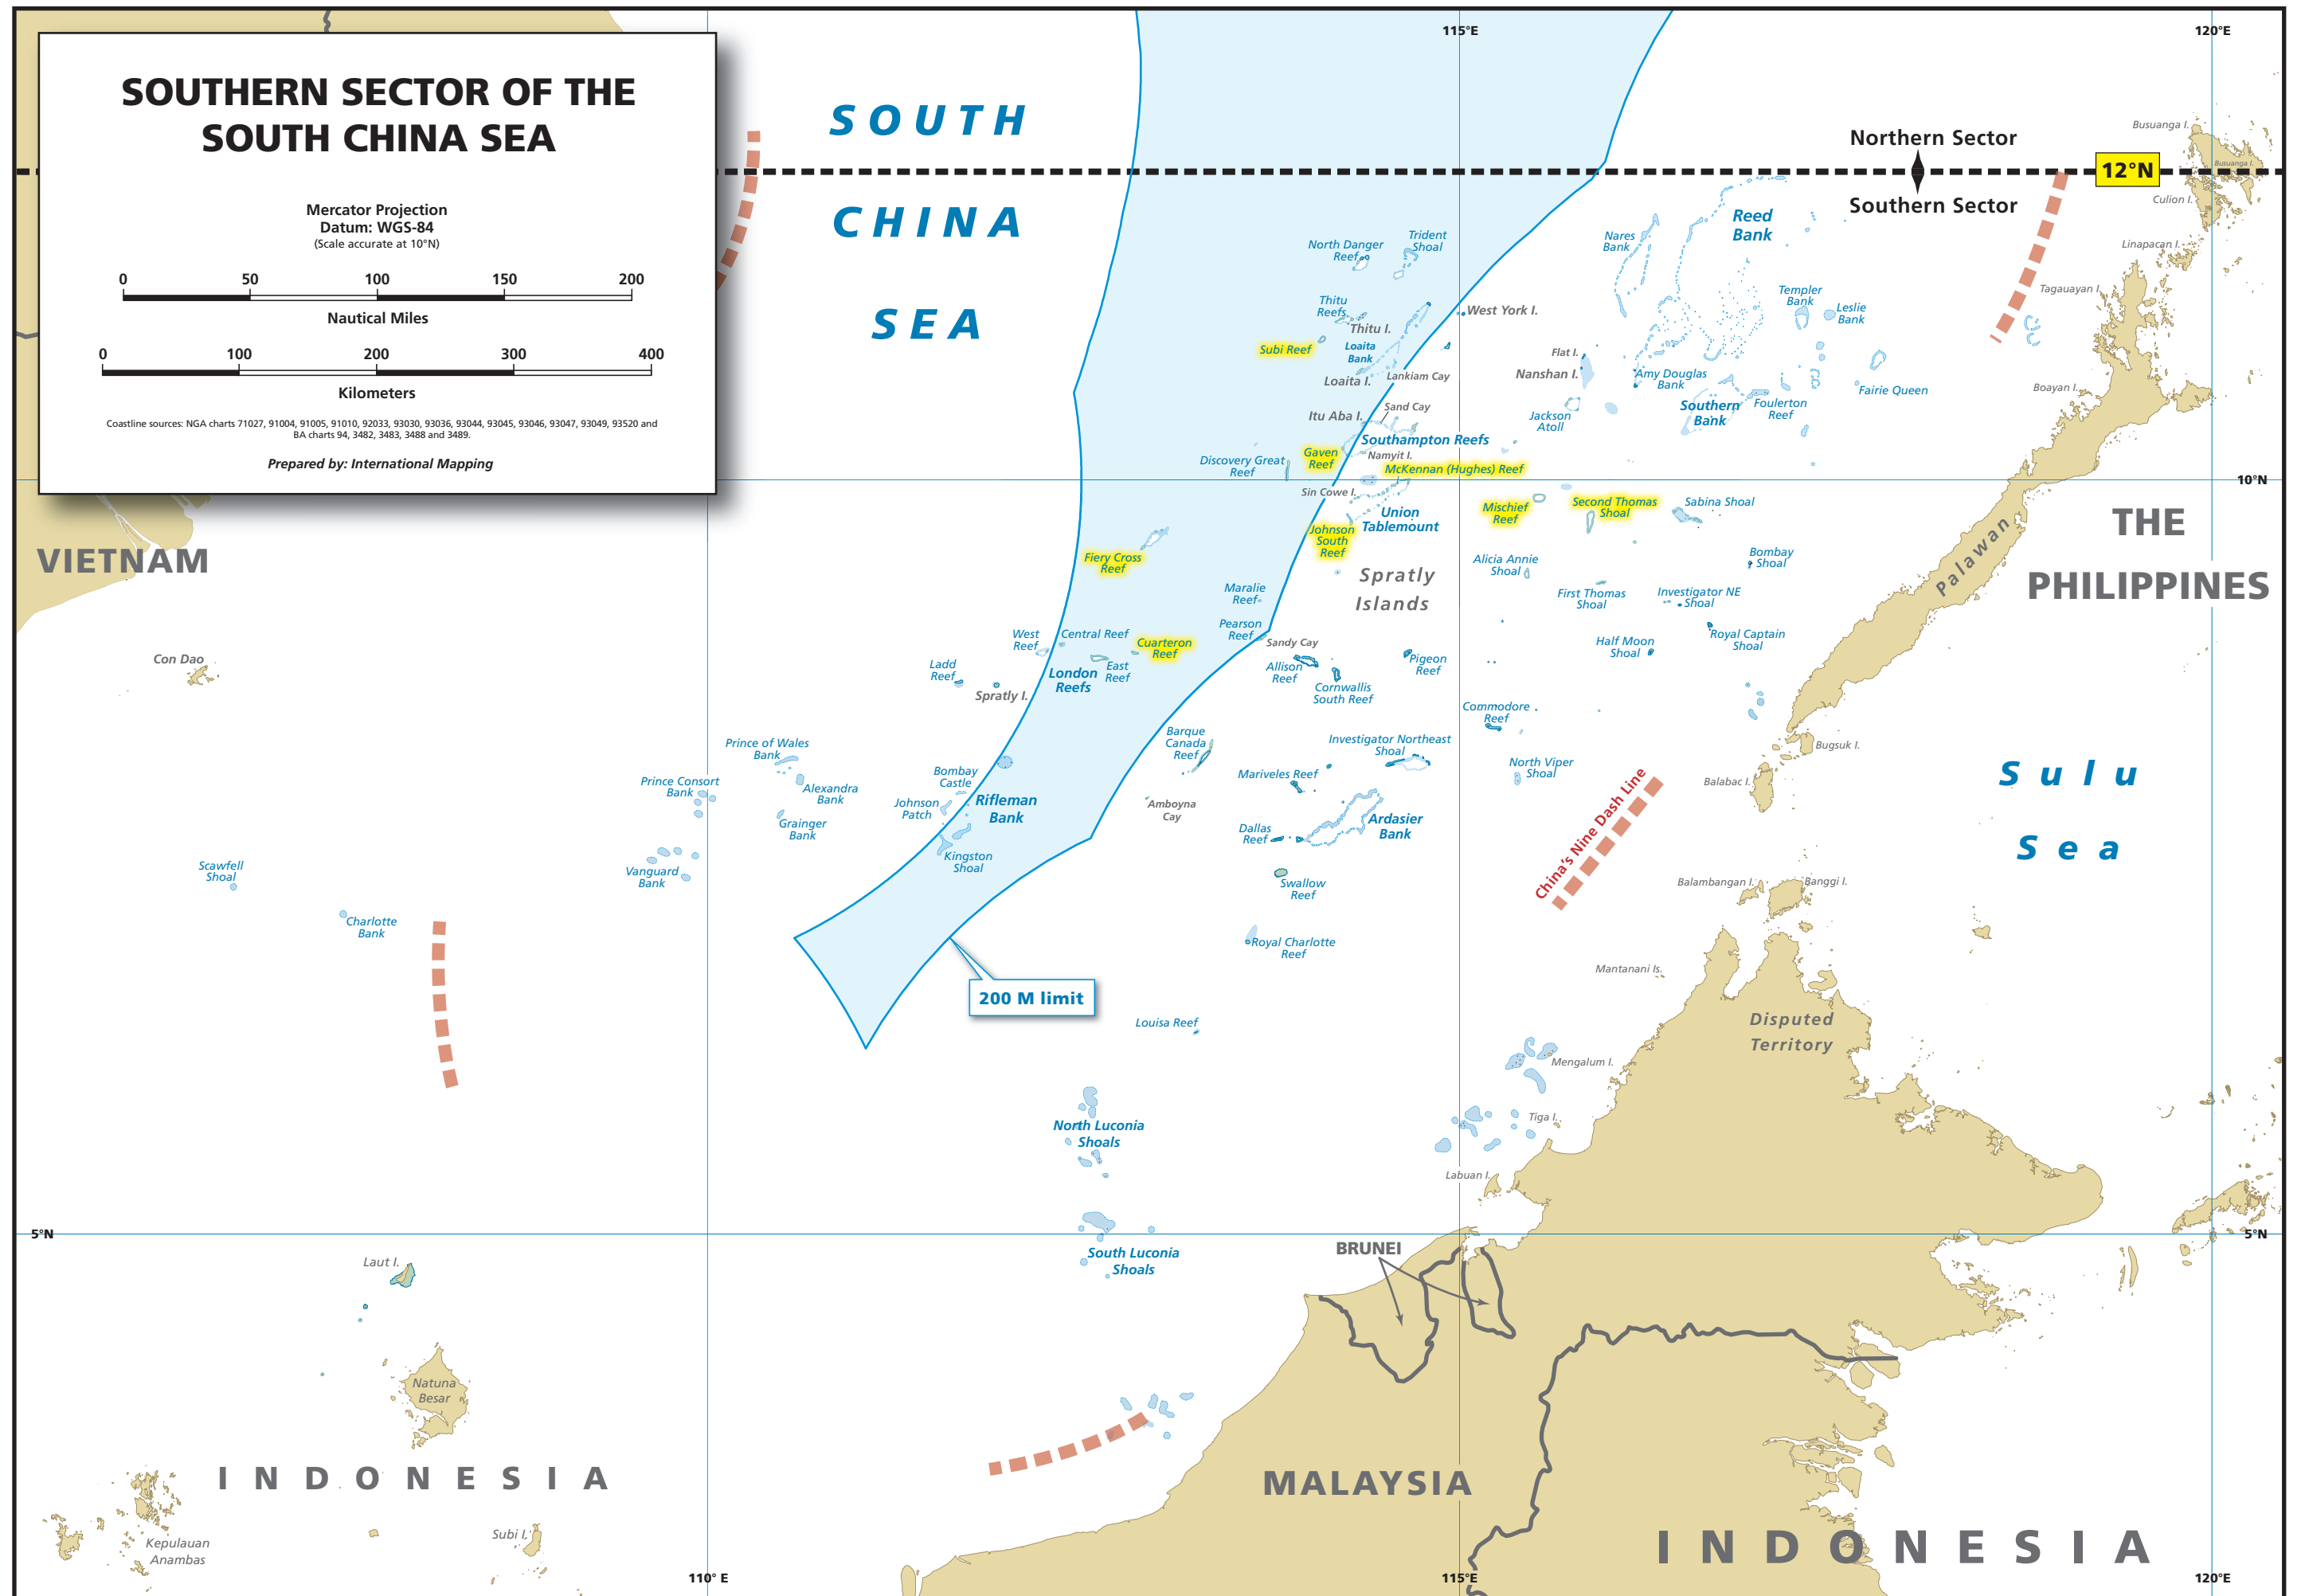 SOUTHERN SECTOR OF THE
SOUTH CHINA SEA
Mercator Projection
Datum: WGS-84
(Scale accurate at 10°N)
0 50 100 150 200
Nautical Miles
0 100 200 300 400
Kilometers
Coastline sources: NGA charts 71027, 91004, 91005, 91010, 92033, 93030, 93036, 93044, 93045, 93046, 93047, 93049, 93520 and
BA charts 94, 3482, 3483, 3488 and 3489.
Prepared by: International Mapping
115°E
120°E
SOUTH
CHINA
SEA
Northern Sector
12°N
Southern Sector
Busuanga I.
Busuanga I.
Culion I.
Linapacan I.
Tagauayan I.
Boayan I.
Reed
Bank
Nares
Bank
North Danger
Reef
Trident
Shoal
Thitu
Reefs
Thitu I.
West York I.
Templer
Bank
Leslie
Bank
Subi Reef
Loaita
Bank
Loaita I.
Lankiam Cay
Flat I.
Nanshan I.
Amy Douglas
Bank
Fairie Queen
Itu Aba I.
Sand Cay
Jackson
Atoll
Southern
Bank
Foulerton
Reef
Southampton Reefs
Gaven
Reef
Namyit I.
Discovery Great
Reef
McKennan (Hughes) Reef
10°N
Sin Cowe I.
Union
Tablemount
Mischief
Reef
Second Thomas
Shoal
Sabina Shoal
Johnson
South
Reef
Fiery Cross
Reef
Alicia Annie
Shoal
Bombay
Shoal
Spratly
Islands
First Thomas
Shoal
Investigator NE
Shoal
Maralie
Reef
Pearson
Reef
Sandy Cay
Half Moon
Shoal
Royal Captain
Shoal
VIETNAM
THE
PHILIPPINES
Palawan
Con Dao
West
Reef
Central Reef
Cuarteron
Reef
East
Reef
London
Reefs
Ladd
Reef
Spratly I.
Allison
Reef
Cornwallis
South Reef
Pigeon
Reef
Commodore
Reef
Barque
Canada
Reef
Investigator Northeast
Shoal
Mariveles Reef
North Viper
Shoal
Bugsuk I.
Balabac I.
Prince of Wales
Bank
Prince Consort
Bank
Alexandra
Bank
Grainger
Bank
Bombay
Castle
Johnson
Patch
Rifleman
Bank
Kingston
Shoal
Amboyna
Cay
Ardasier
Bank
Dallas
Reef
Swallow
Reef
China's Nine Dash Line
Sulu
Sea
Vanguard
Bank
Scawfell
Shoal
Charlotte
Bank
Royal Charlotte
Reef
Balambangan I.
Banggi I.
Mantanani Is.
200 M limit
Louisa Reef
Disputed
Territory
Mengalum I.
Tiga I.
Labuan I.
North Luconia
Shoals
South Luconia
Shoals
5°N
5°N
BRUNEI
Laut I.
Natuna
Besar
INDONESIA
Kepulauan
Anambas
Subi I.
MALAYSIA
INDONESIA
110° E
115°E
120°E